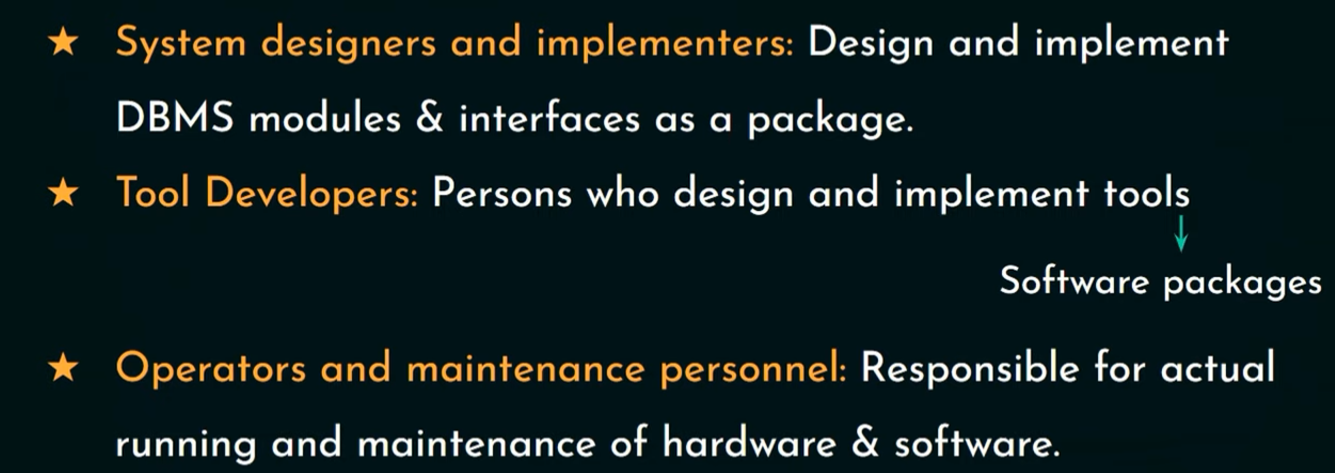 ★ System designers and implementers: Design and implement
DBMS modules & interfaces as a package.
★ Tool Developers: Persons who design and implement tools
↓
Software packages
★ Operators and maintenance personnel: Responsible for actual
running and maintenance of hardware & software.